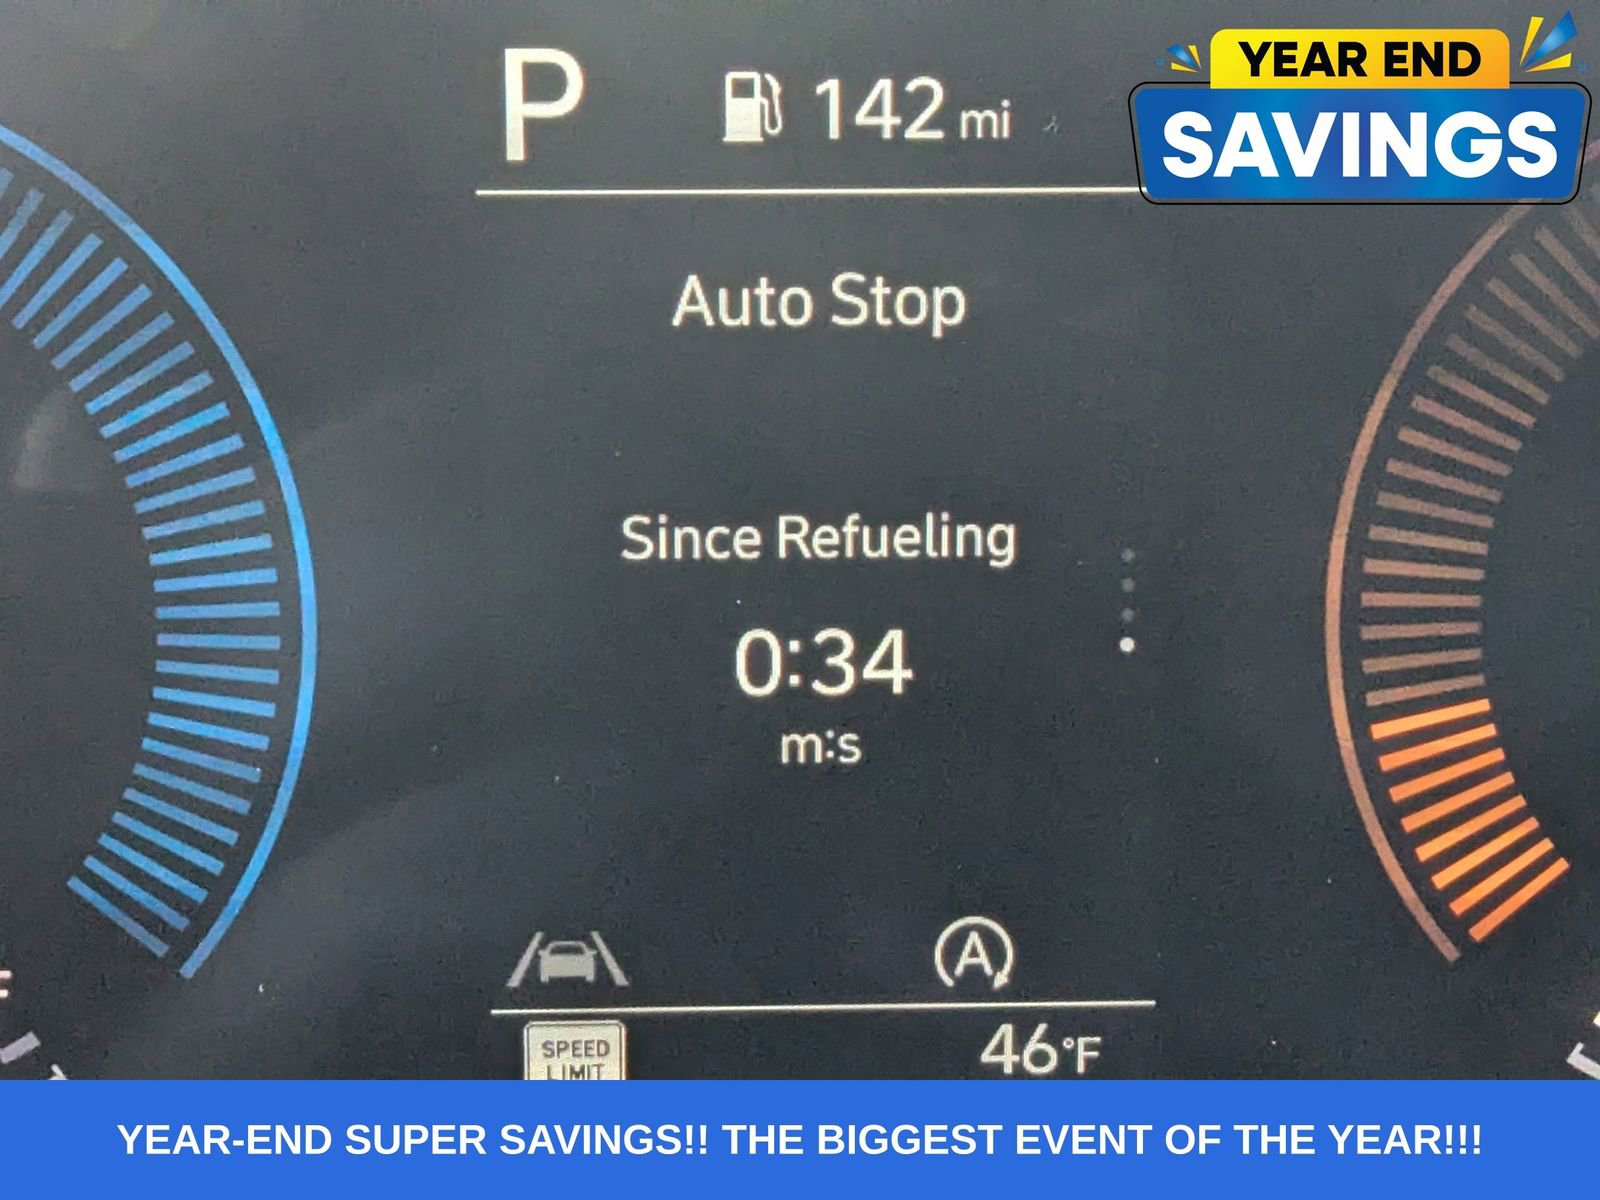 P
142 mi
YEAR END
SAVINGS
Auto Stop
Since Refueling
0:34
m:s
A
SPEED
LIMIT
46°F
F
YEAR-END SUPER SAVINGS!! THE BIGGEST EVENT OF THE YEAR!!!